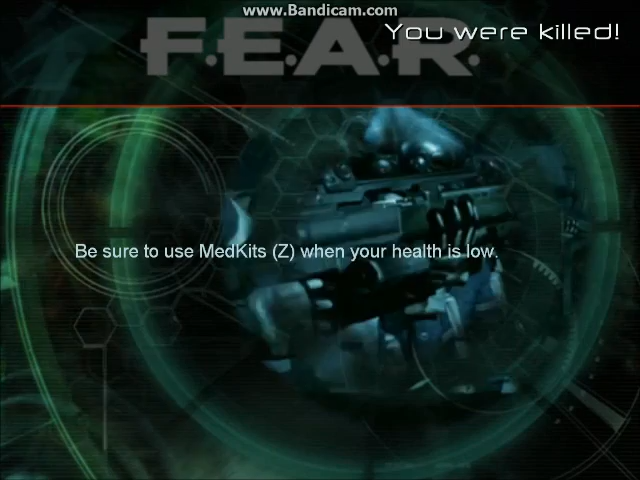 www.Bandicam.com
F.E.A.R.
You were killed!
Be sure to use MedKits (Z) when your health is low.